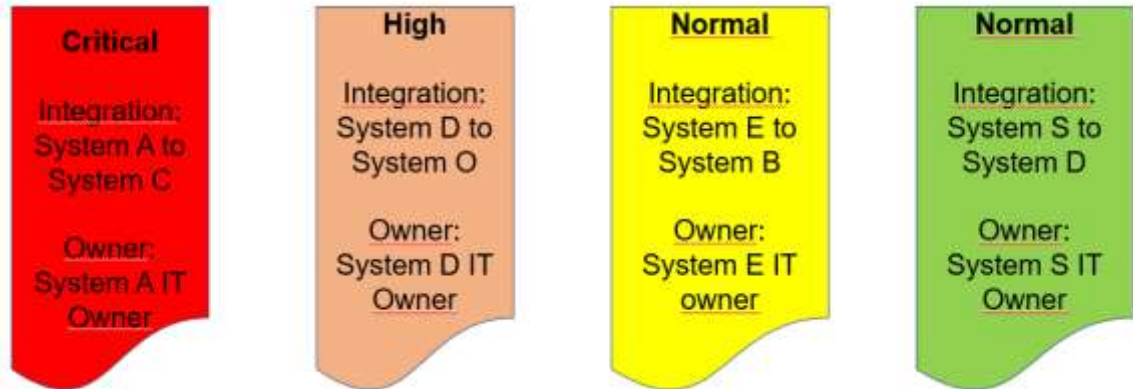 Critical
Integration:
System A to
System C
Owner:
System A IT
Owner
High
Integration:
System D to
System O
Owner:
System D IT
Owner
Normal
Integration:
System E to
System B
Owner:
System E IT
owner
Normal
Integration:
System S to
System D
Owner:
System S IT
Owner